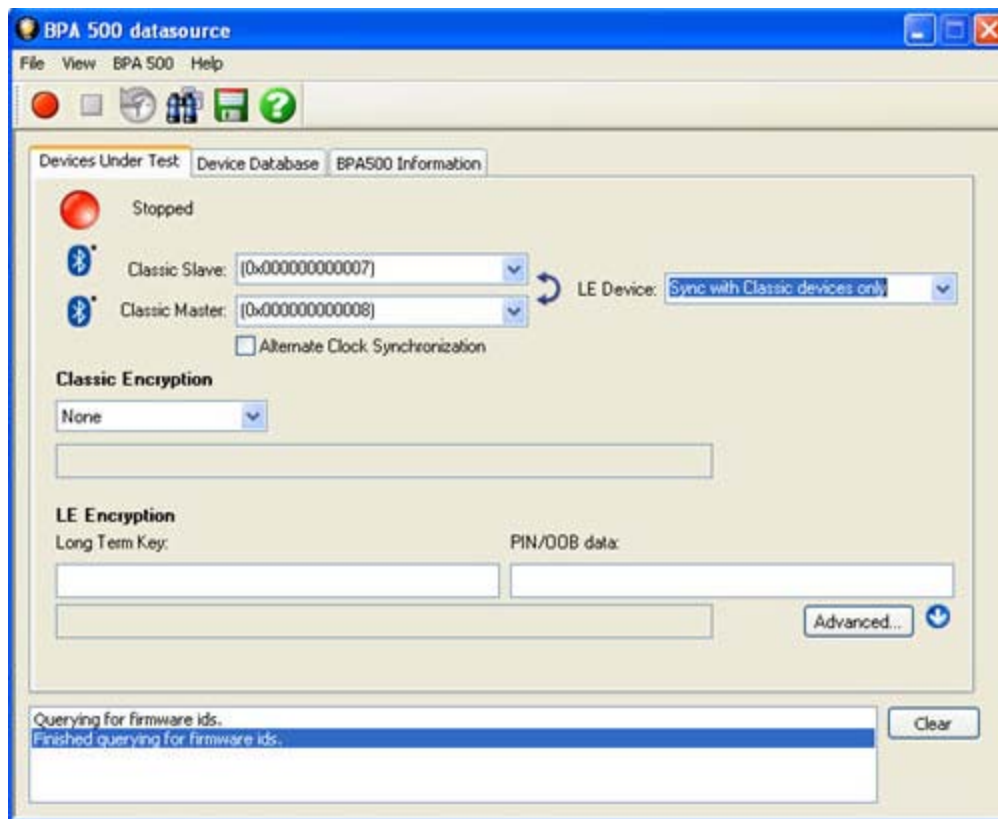 BPA 500 datasource
File View BPA 500 Help
Devices Under Test Device Database BPA500 Information
Stopped
Classic Slave: (0x000000000007)
LE Device: Sync with Classic devices only
Classic Master: (0x000000000008)
Alternate Clock Synchronization
Classic Encryption
None
LE Encryption
Long Term Key: PIN/OOB data:
Advanced...
Querying for firmware ids.
Finished querying for firmware ids.
Clear